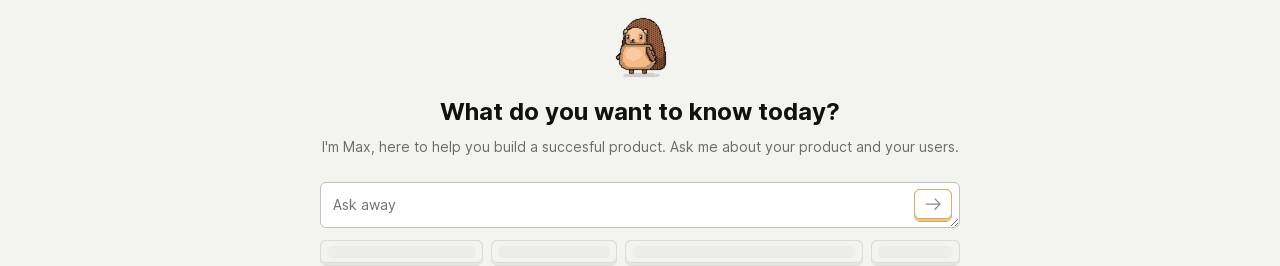 What do you want to know today?
I'm Max, here to help you build a succesful product. Ask me about your product and your users.
Ask away